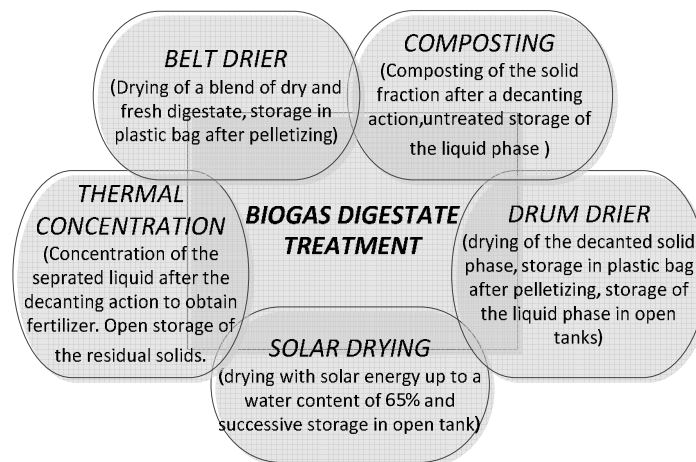 BELT DRIER
(Drying of a blend of dry and
fresh digestate, storage in
plastic bag after pelletizing)
COMPOSTING
(Composting of the solid
fraction after a decanting
action,untreated storage of
the liquid phase )
THERMAL
CONCENTRATION
(Concentration of the
seprated liquid after the
decanting action to obtain
fertilizer. Open storage of
the residual solids.
BIOGAS DIGESTATE
TREATMENT
DRUM DRIER
(drying of the decanted solid
phase, storage in plastic bag
after pelletizing, storage of
the liquid phase in open
tanks)
SOLAR DRYING
(drying with solar energy up to a
water content of 65% and
successive storage in open tank)